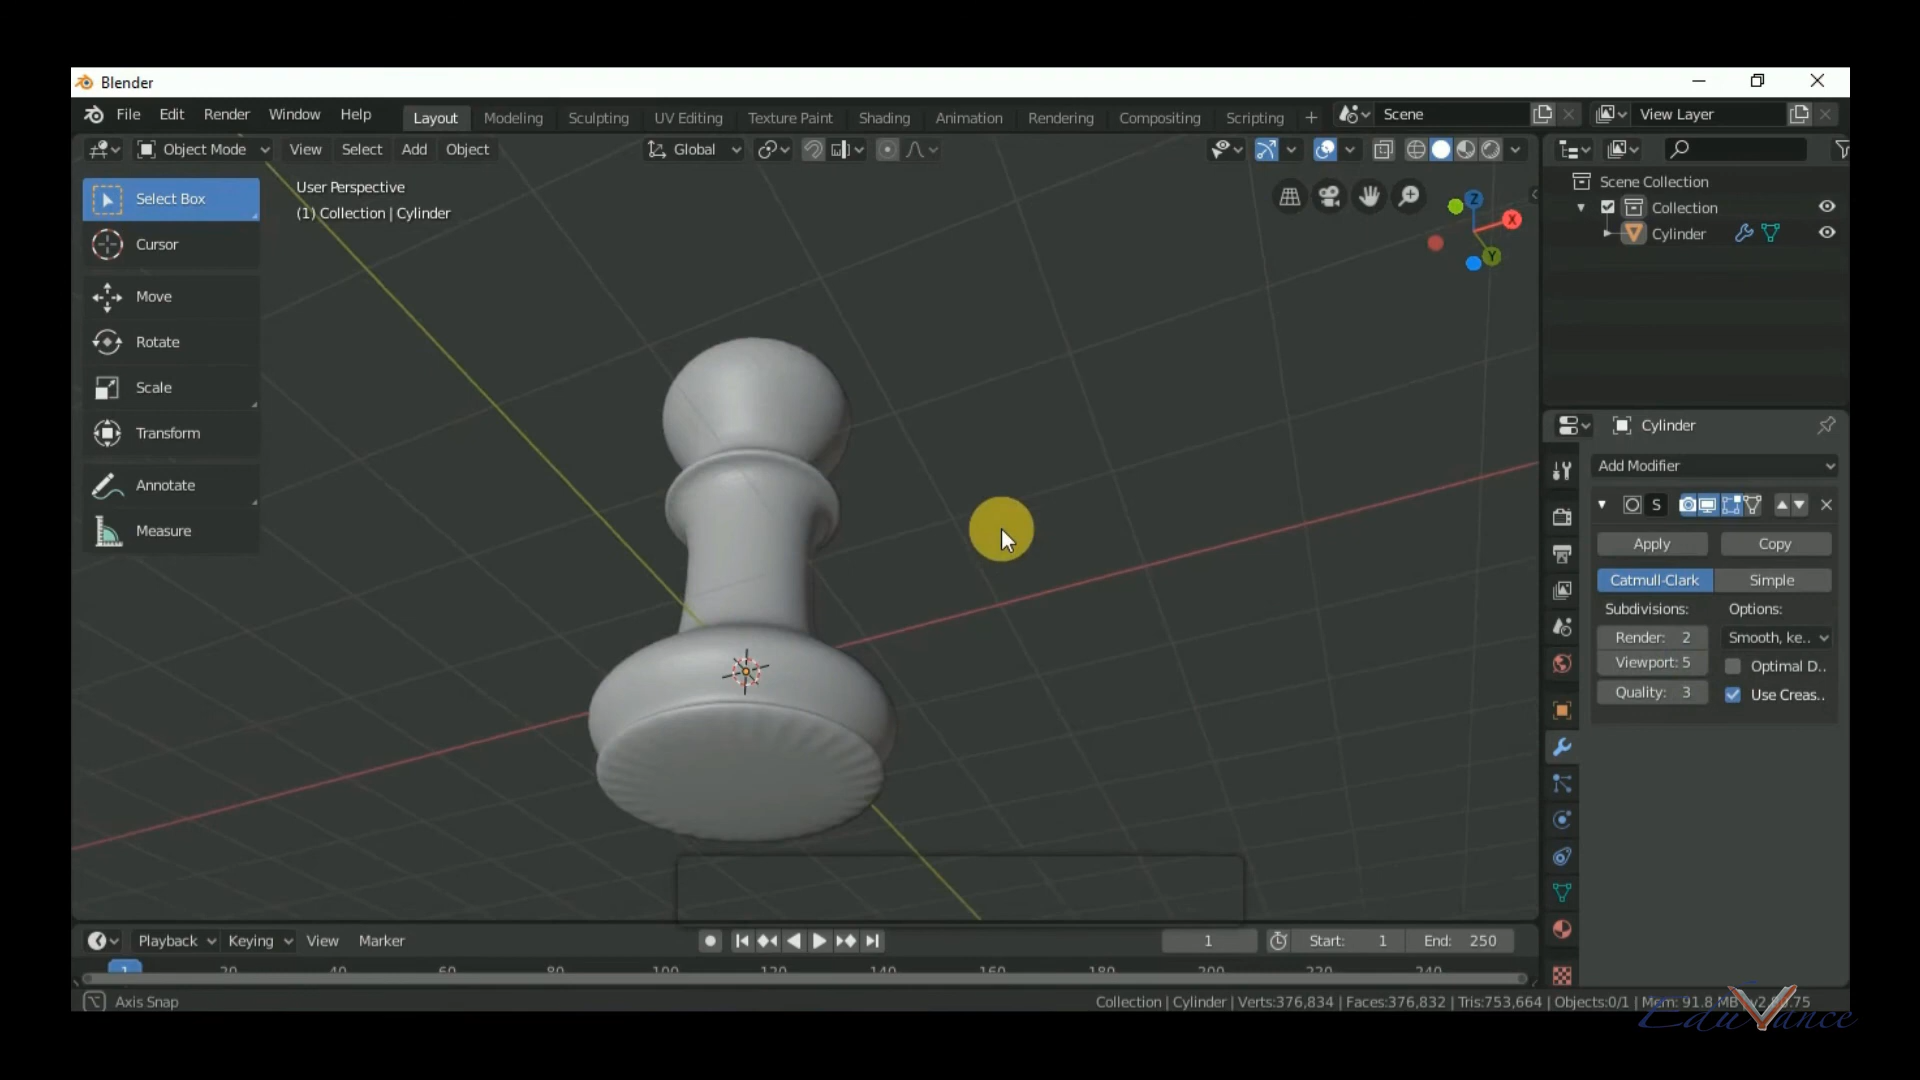 Blender
File Edit Render Window Help Layout Modeling Sculpting UV Editing Texture Paint Shading Animation Rendering Compositing Scripting + Scene View Layer
Object Mode View Select Add Object Global
Select Box
Cursor
Move
Rotate
Scale
Transform
Annotate
Measure
User Perspective
(1) Collection | Cylinder
Z
X
Y
Scene Collection
Collection
Cylinder
Cylinder
Add Modifier
S
Apply Copy
Catmull-Clark Simple
Subdivisions: Options:
Render: 2 Smooth, ke..
Viewport: 5 Optimal D..
Quality: 3 Use Creas..
Playback Keying View Marker 1 Start: 1 End: 250
1 20 40 60 80 100 120 140 160 180 200 220 240
Axis Snap Collection | Cylinder | Verts:376,834 | Faces:376,832 | Tris:753,664 | Objects:0/1 | Mem: 91.8 MB
EduVance